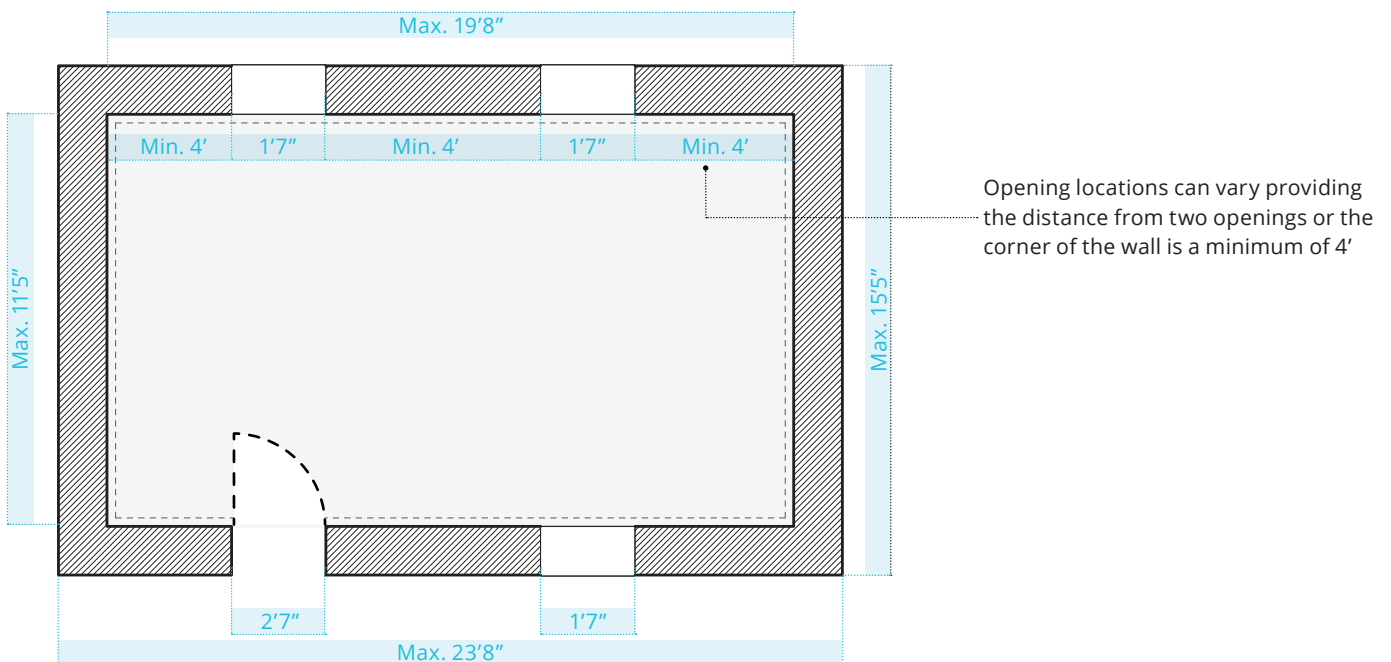 Max. 19’8”
Min. 4’ 1’7” Min. 4’ 1’7” Min. 4’
Opening locations can vary providing
the distance from two openings or the
corner of the wall is a minimum of 4’
Max. 11’5”
Max. 15’5”
2’7” 1’7”
Max. 23’8”